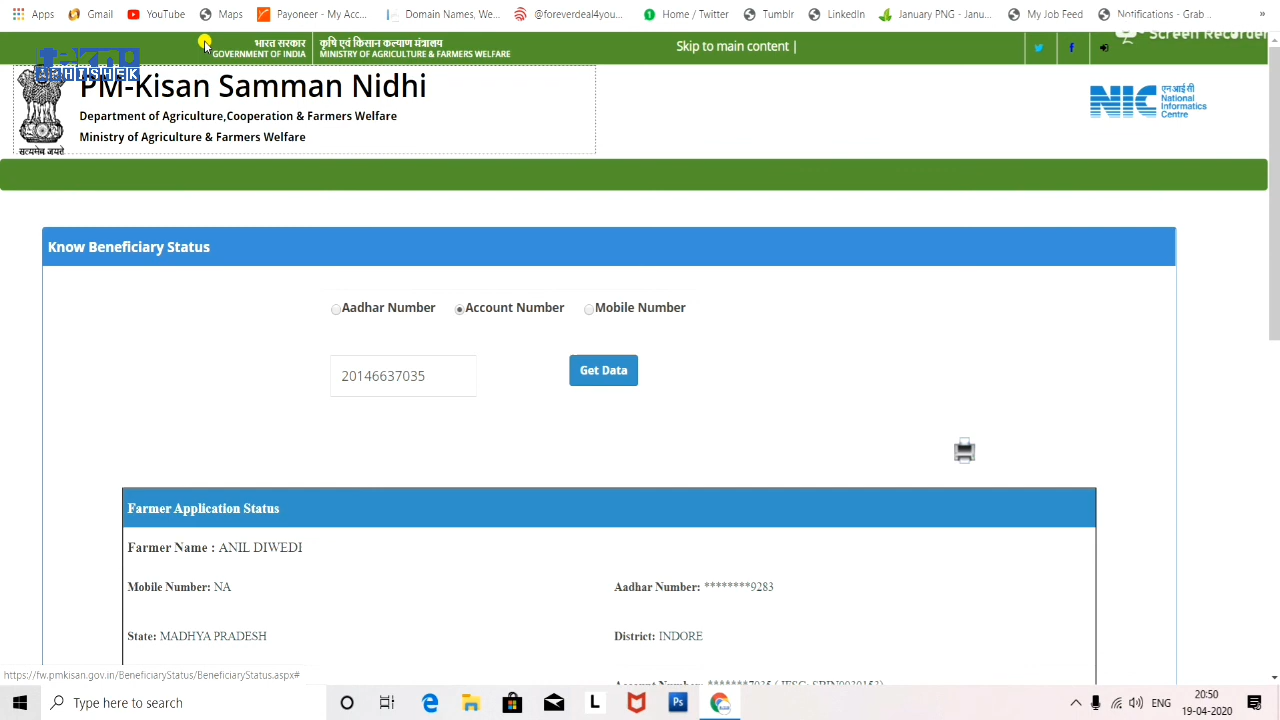 Apps Gmail YouTube Maps Payoneer - My Acc... Domain Names, We... @foreverdeal4you... Home / Twitter Tumblr LinkedIn January PNG - Janu... My Job Feed Notifications - Grab... »
Screen Recorder
भारत सरकार
GOVERNMENT OF INDIA
कृषि एवं किसान कल्याण मंत्रालय
MINISTRY OF AGRICULTURE & FARMERS WELFARE
Skip to main content |
ABHISHEK
PM-Kisan Samman Nidhi
Department of Agriculture,Cooperation & Farmers Welfare
Ministry of Agriculture & Farmers Welfare
सत्यमेव जयते
NIC
एन आई सी
National
Informatics
Centre
Know Beneficiary Status
Aadhar Number Account Number Mobile Number
20146637035 Get Data
Farmer Application Status
Farmer Name : ANIL DIWEDI
Mobile Number: NA Aadhar Number: ********9283
State: MADHYA PRADESH District: INDORE
https://fw.pmkisan.gov.in/BeneficiaryStatus/BeneficiaryStatus.aspx#
Type here to search
L
Ps
ENG
20:50
19-04-2020